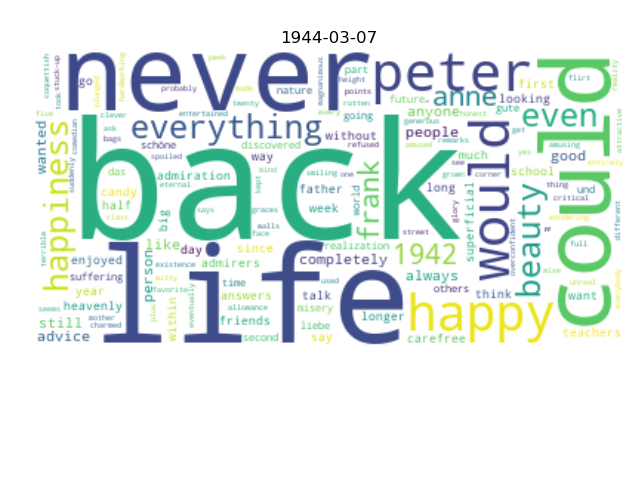 1944-03-07
never
peter
back
life
could
would
happy
everything
happiness
anne
even
beauty
frank
1942
people
anyone
looking
first
good
school
much
long
always
superficial
others
think
want
teachers
carefree
longer
completely
realization
father
world
week
without
going
part
nature
future
admiration
discovered
way
schöne
das
candy
half
big
like
day
since
admirers
person
enjoyed
suffering
year
heavenly
still
advice
within
time
answers
friends
talk
misery
liebe
say
second
allowance
used
existence
witty
says
graces
walls
face
kept
mind
smiling
one
eternal
spoiled
bags
ask
clever
five
took
wanted
suddenly
comedian
coquettish
stuck-up
go
plunged
hardworking
probably
made
peek
twenty
entertained
magnanimous
height
points
rotten
every
refused
amused
remarks
generous
honest
get
gute
flirt
reality
attractive
amusing
yes
entirely
thing
und
critical
wondering
different
full
unreal
wise
everybody
overconfident
glory
see
grown
corner
street
terrible
seems
mother
charmed
class
plus
favorite
eventually